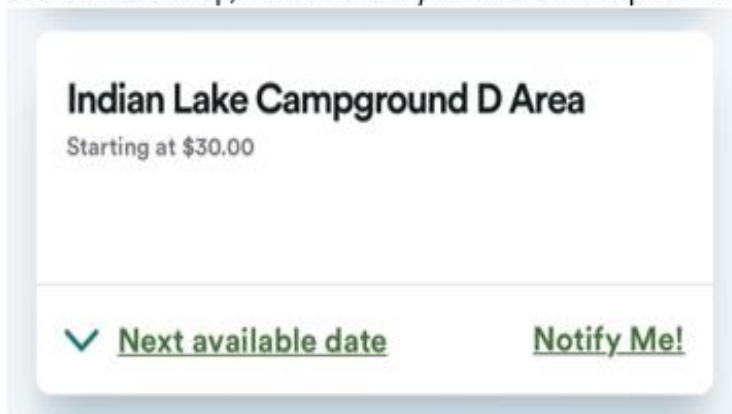 Indian Lake Campground D Area
Starting at $30.00
Next available date
Notify Me!